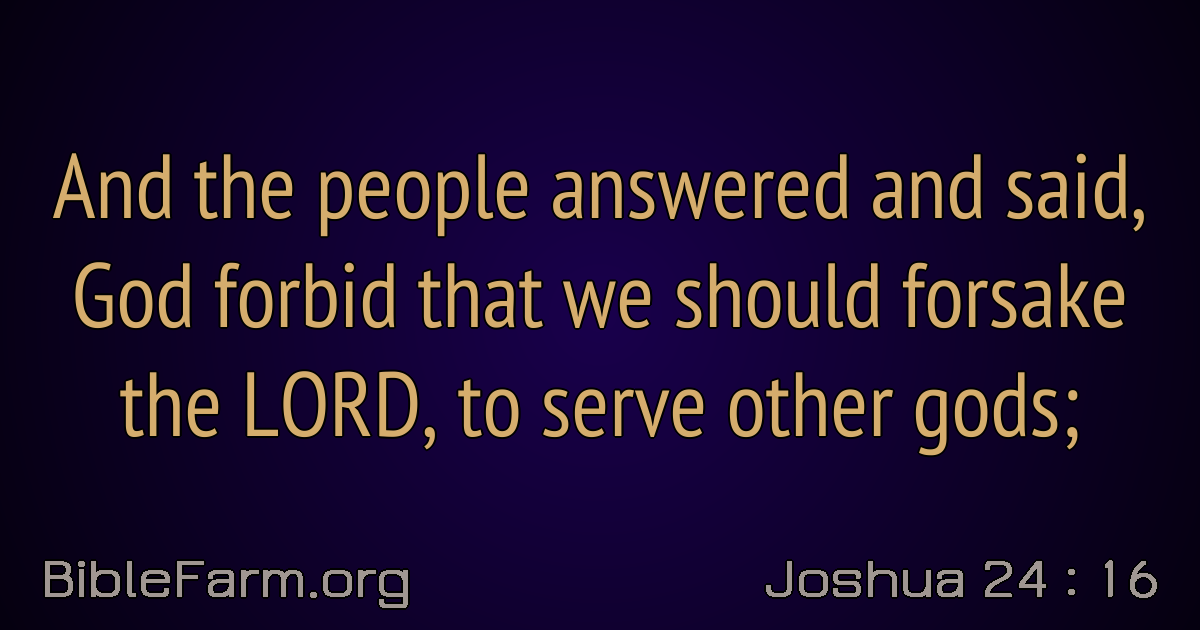 And the people answered and said,
God forbid that we should forsake
the LORD, to serve other gods;
BibleFarm.org
Joshua 24 : 16